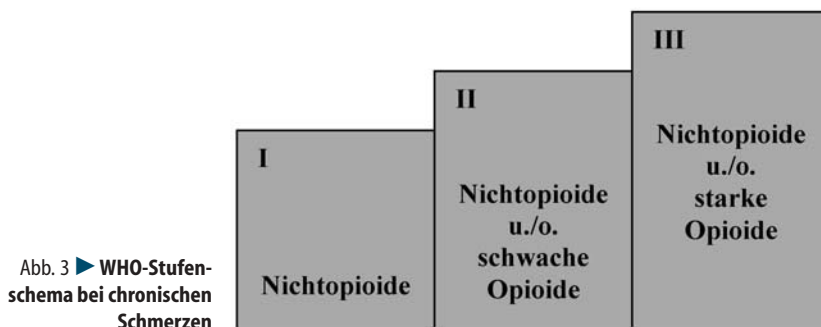 I
Nichtopioide
II
Nichtopioide
u./o.
schwache
Opioide
III
Nichtopioide
u./o.
starke
Opioide
Abb. 3 ▶ WHO-Stufen-
schema bei chronischen
Schmerzen